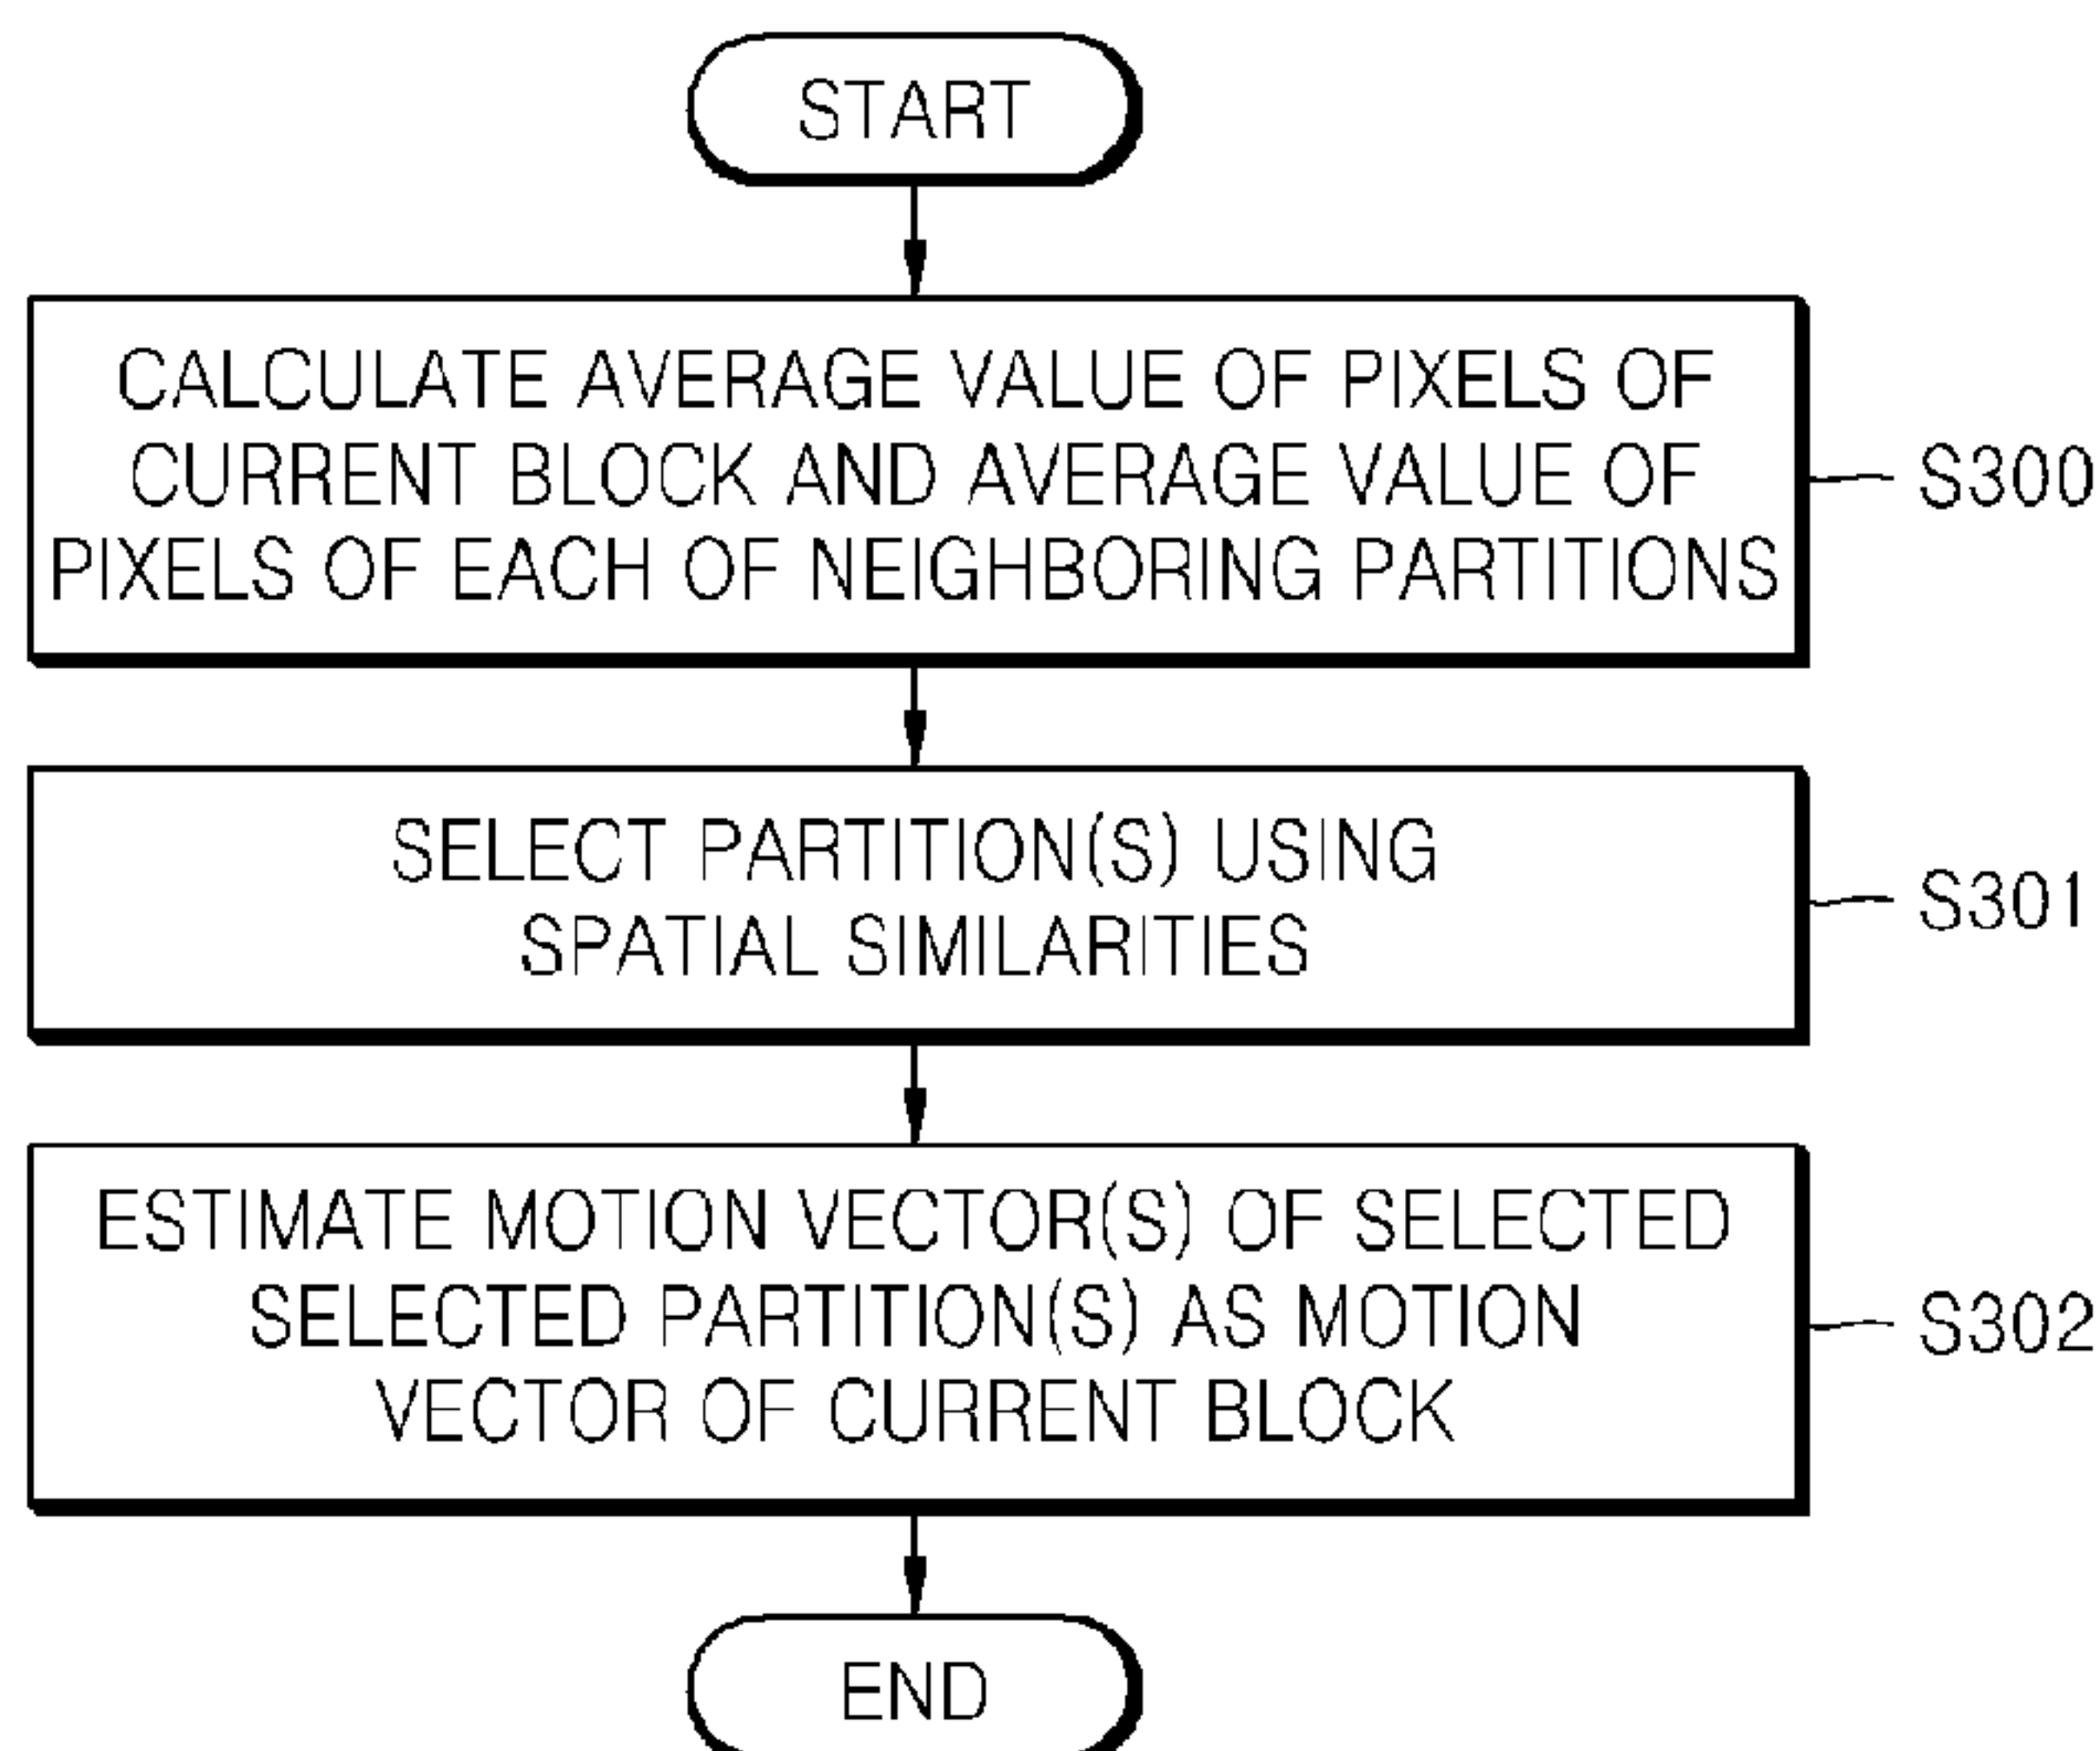 START
CALCULATE AVERAGE VALUE OF PIXELS OF
CURRENT BLOCK AND AVERAGE VALUE OF
PIXELS OF EACH OF NEIGHBORING PARTITIONS
S300
SELECT PARTITION(S) USING
SPATIAL SIMILARITIES
S301
ESTIMATE MOTION VECTOR(S) OF SELECTED
SELECTED PARTITION(S) AS MOTION
VECTOR OF CURRENT BLOCK
S302
END